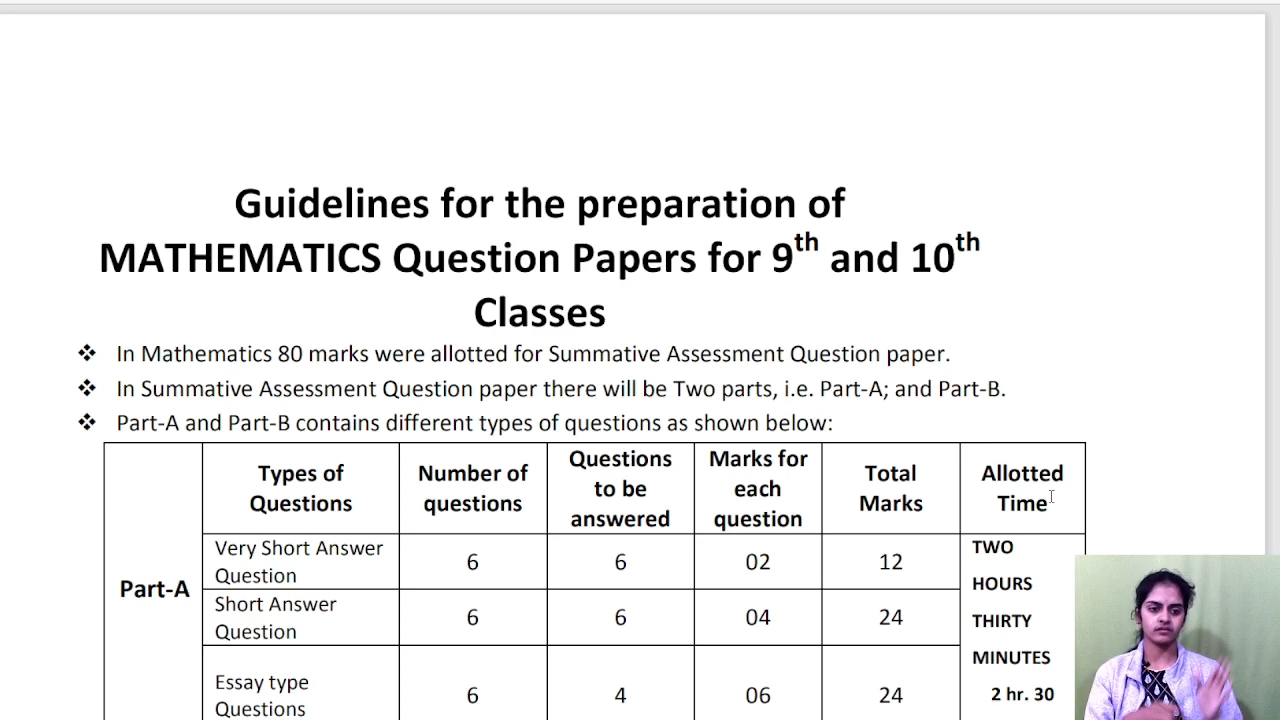 Guidelines for the preparation of
MATHEMATICS Question Papers for 9th and 10th
Classes
❖ In Mathematics 80 marks were allotted for Summative Assessment Question paper.
❖ In Summative Assessment Question paper there will be Two parts, i.e. Part-A; and Part-B.
❖ Part-A and Part-B contains different types of questions as shown below:
Types of Questions
Number of questions
Questions to be answered
Marks for each question
Total Marks
Allotted Time
Part-A
Very Short Answer Question
6
6
02
12
Short Answer Question
6
6
04
24
Essay type Questions
6
4
06
24
TWO
HOURS
THIRTY
MINUTES
2 hr. 30